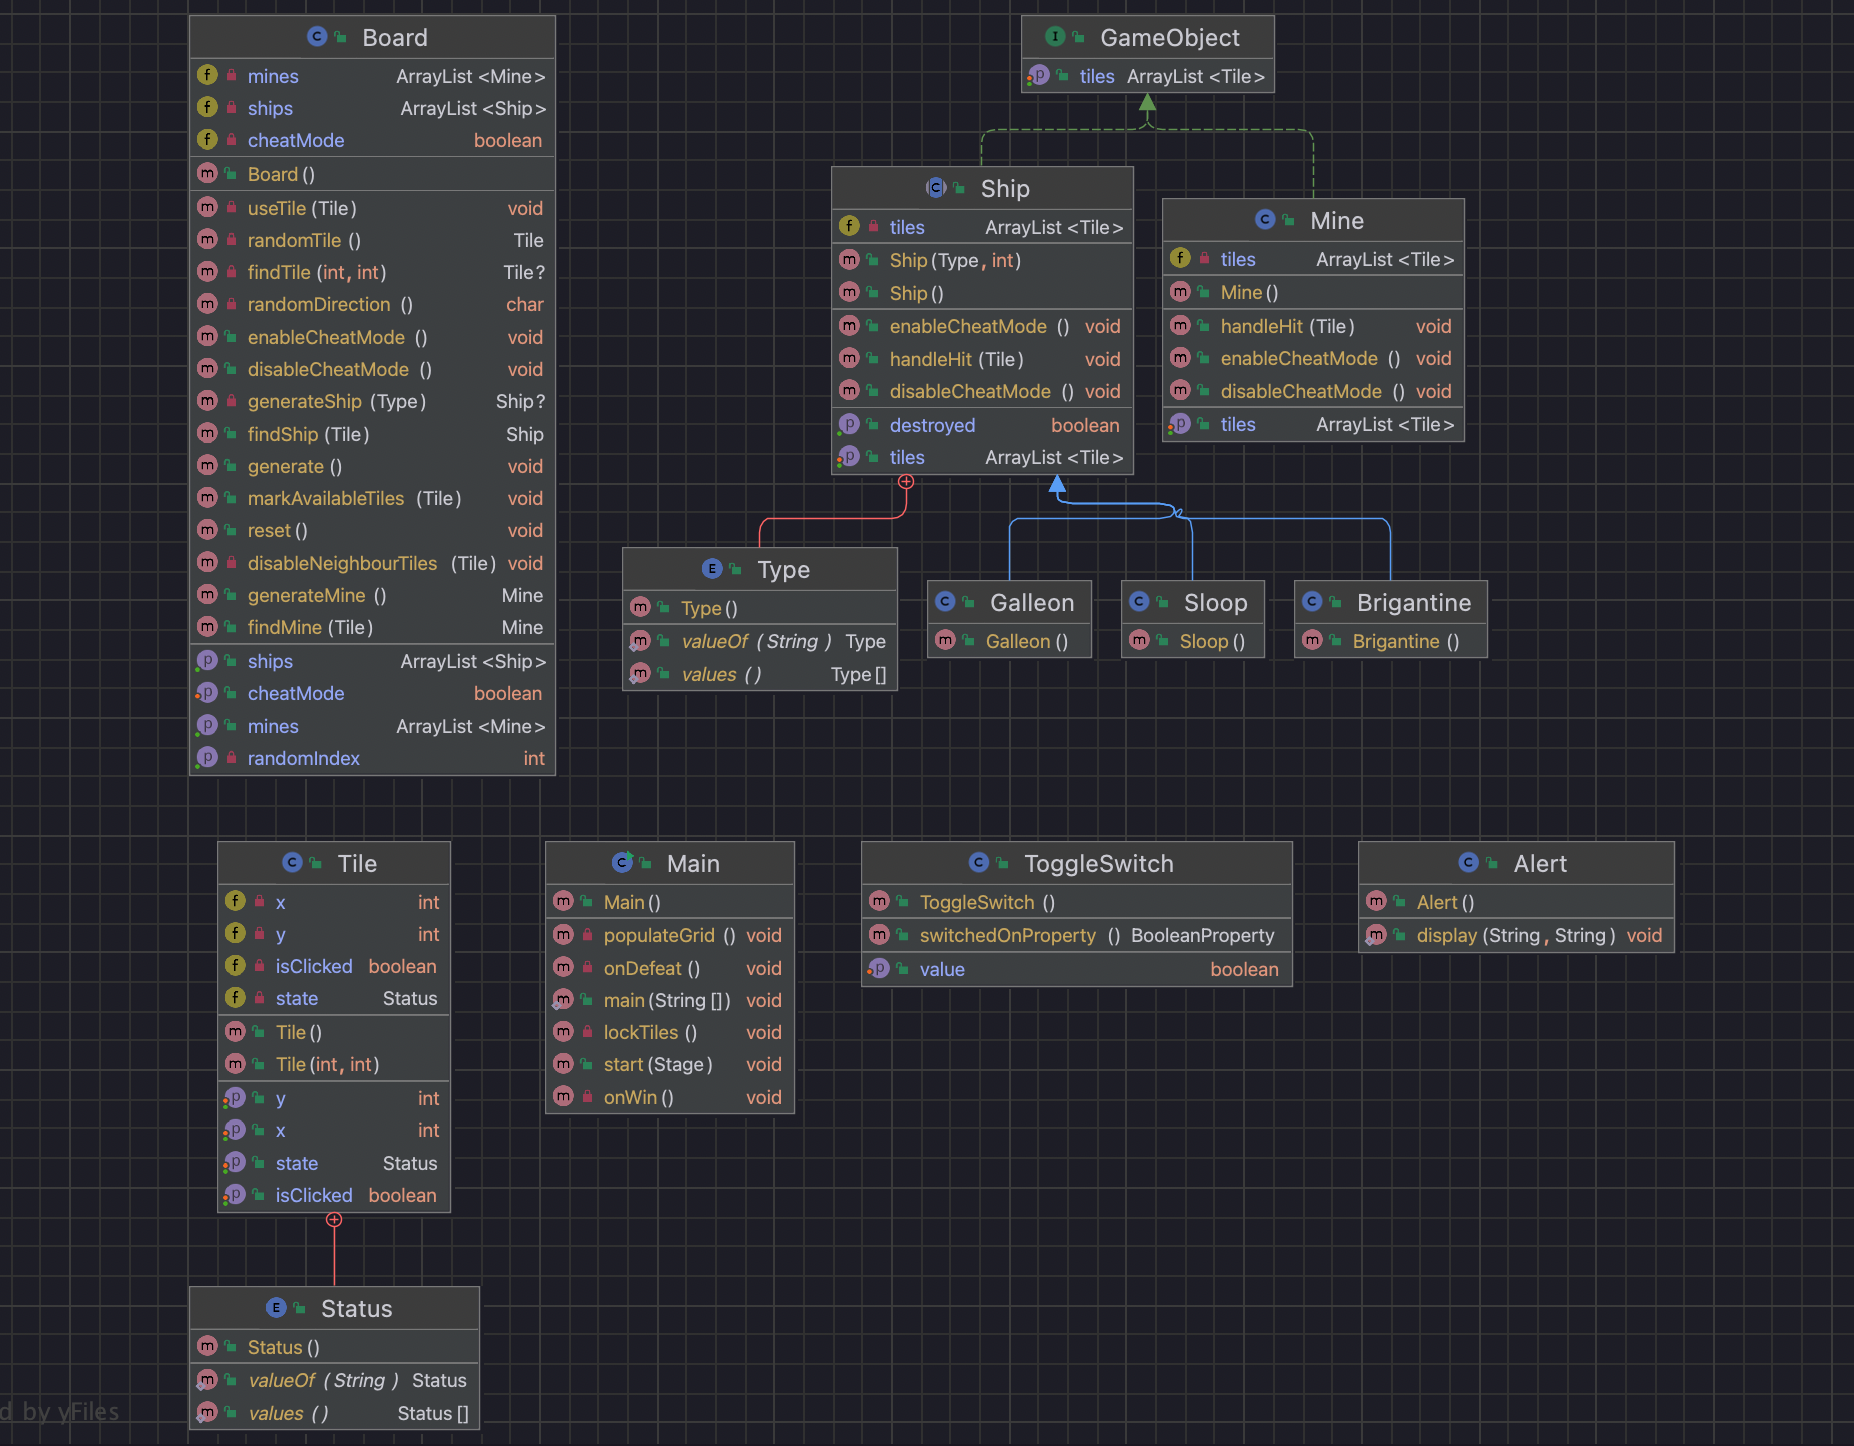 Board
mines ArrayList<Mine>
ships ArrayList<Ship>
cheatMode boolean
Board()
useTile(Tile) void
randomTile() Tile
findTile(int, int) Tile?
randomDirection() char
enableCheatMode() void
disableCheatMode() void
generateShip(Type) Ship?
findShip(Tile) Ship
generate() void
markAvailableTiles(Tile) void
reset() void
disableNeighbourTiles(Tile) void
generateMine() Mine
findMine(Tile) Mine
ships ArrayList<Ship>
cheatMode boolean
mines ArrayList<Mine>
randomIndex int
GameObject
tiles ArrayList<Tile>
Ship
tiles ArrayList<Tile>
Ship(Type, int)
Ship()
enableCheatMode() void
handleHit(Tile) void
disableCheatMode() void
destroyed boolean
tiles ArrayList<Tile>
Mine
tiles ArrayList<Tile>
Mine()
handleHit(Tile) void
enableCheatMode() void
disableCheatMode() void
tiles ArrayList<Tile>
Type
Type()
valueOf(String) Type
values() Type[]
Galleon
Galleon()
Sloop
Sloop()
Brigantine
Brigantine()
Tile
x int
y int
isClicked boolean
state Status
Tile()
Tile(int, int)
y int
x int
state Status
isClicked boolean
Main
Main()
populateGrid() void
onDefeat() void
main(String[]) void
lockTiles() void
start(Stage) void
onWin() void
ToggleSwitch
ToggleSwitch()
switchedOnProperty() BooleanProperty
value boolean
Alert
Alert()
display(String, String) void
Status
Status()
valueOf(String) Status
values() Status[]
d by yFiles